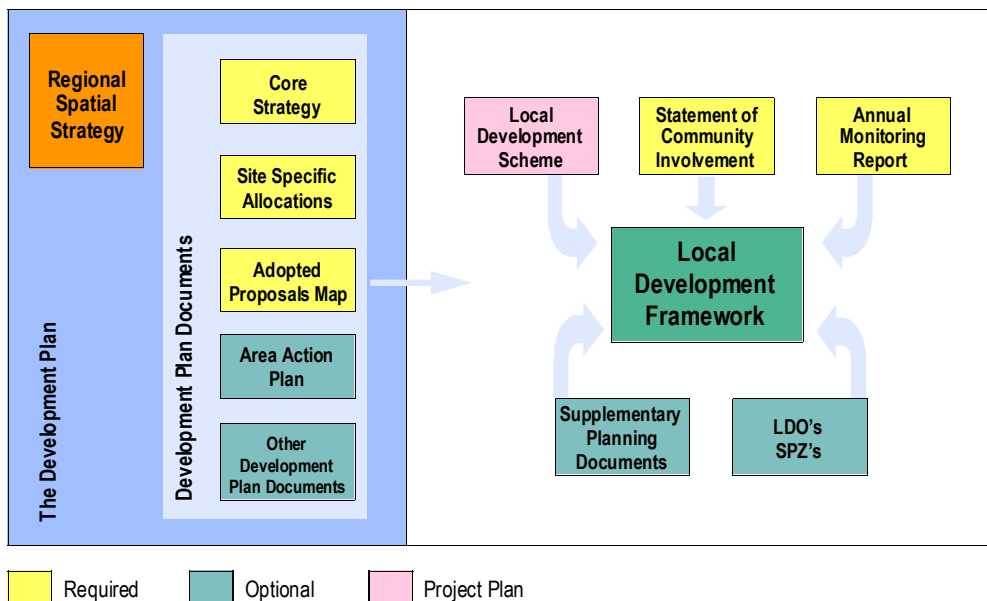 Regional
Spatial
Strategy
The Development Plan
Development Plan Documents
Core
Strategy
Site Specific
Allocations
Adopted
Proposals Map
Area Action
Plan
Other
Development
Plan Documents
Local
Development
Scheme
Statement of
Community
Involvement
Annual
Monitoring
Report
Local
Development
Framework
Supplementary
Planning
Documents
LDO's
SPZ's
Required
Optional
Project Plan